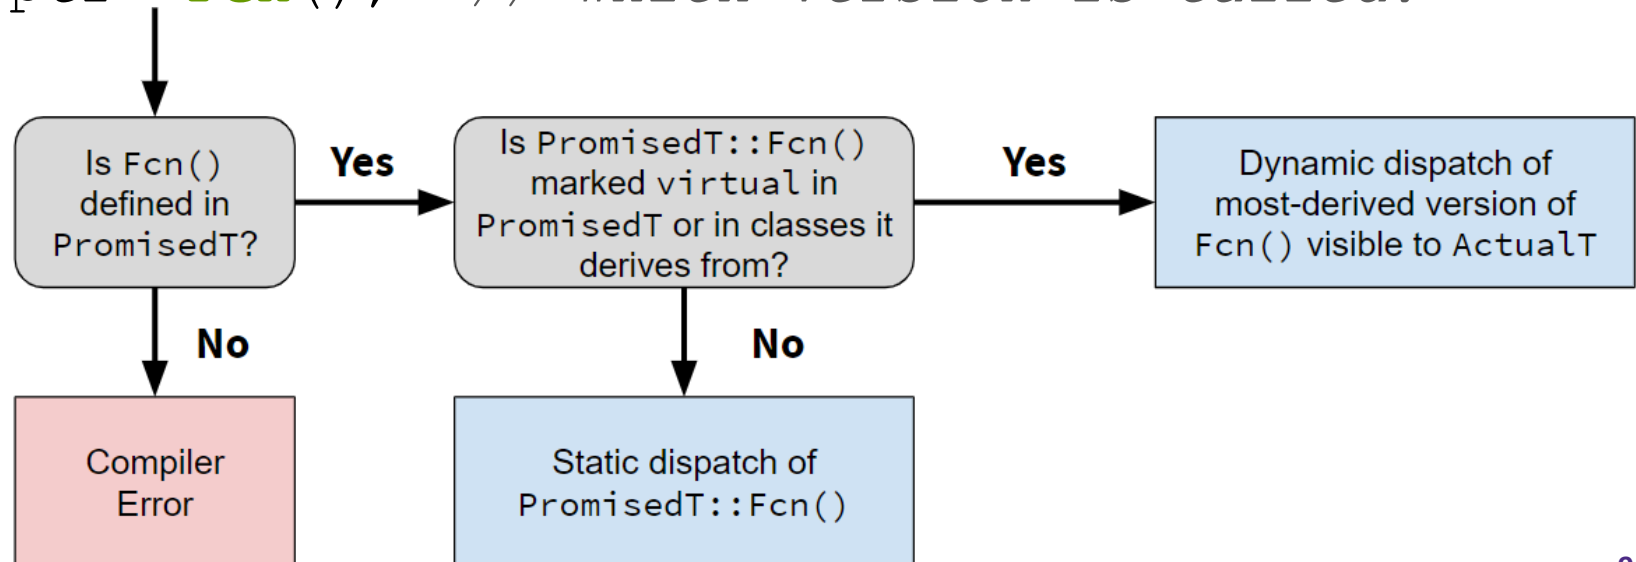 Is Fcn()
defined in
PromisedT?
Yes
Is PromisedT::Fcn()
marked virtual in
PromisedT or in classes it
derives from?
Yes
Dynamic dispatch of
most-derived version of
Fcn() visible to ActualT
No
No
Compiler
Error
Static dispatch of
PromisedT::Fcn()